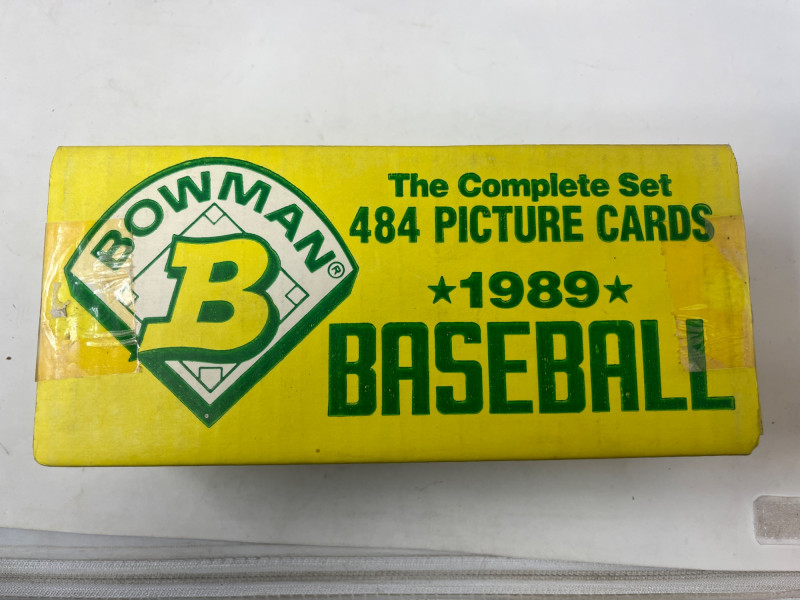 BOWMAN®
B
The Complete Set
484 PICTURE CARDS
★1989★
BASEBALL